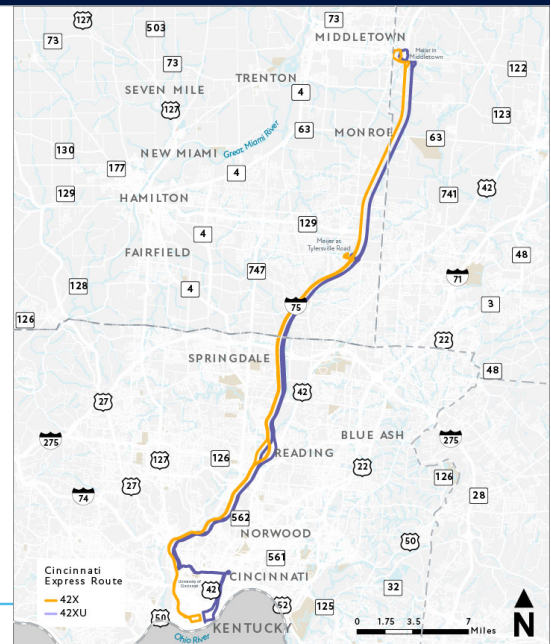 127
503
73
MIDDLETOWN
73
Meijer in
Middletown
73
122
TRENTON
SEVEN MILE
4
127
123
Great Miami River
63
MONROE
63
130
NEW MIAMI
177
4
42
129
HAMILTON
741
129
4
Meijer as
Tylersville Road
FAIRFIELD
48
747
71
128
4
75
3
126
22
SPRINGDALE
48
42
27
BLUE ASH
275
READING
275
127
126
22
126
27
74
28
562
NORWOOD
50
561
Cincinnati
Express Route
42X
42XU
University of
Cincinnati
CINCINNATI
42
32
52
125
50
KENTUCKY
Ohio River
0 1.75 3.5 7
Miles
N